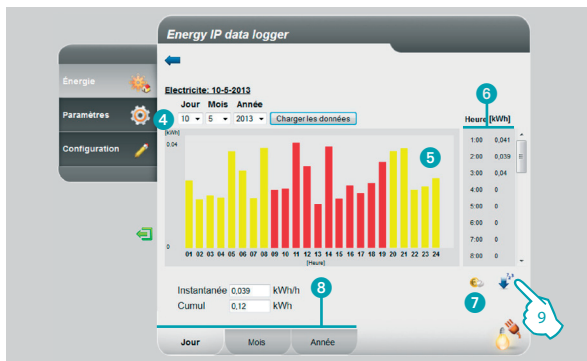 Energy IP data logger
Énergie
Paramètres
Configuration
Electricite: 10-5-2013
Jour Mois Année
4
10 5 2013 Charger les données
[kWh]
0.04
0
5
01 02 03 04 05 06 07 08 09 10 11 12 13 14 15 16 17 18 19 20 21 22 23 24
[Heure]
6
Heure [kWh]
1:00 0,041
2:00 0,039
3:00 0,04
4:00 0
5:00 0
6:00 0
7:00 0
8:00 0
Instantanée 0,039 kWh/h
Cumul 0,12 kWh
8
7
9
Jour Mois Année